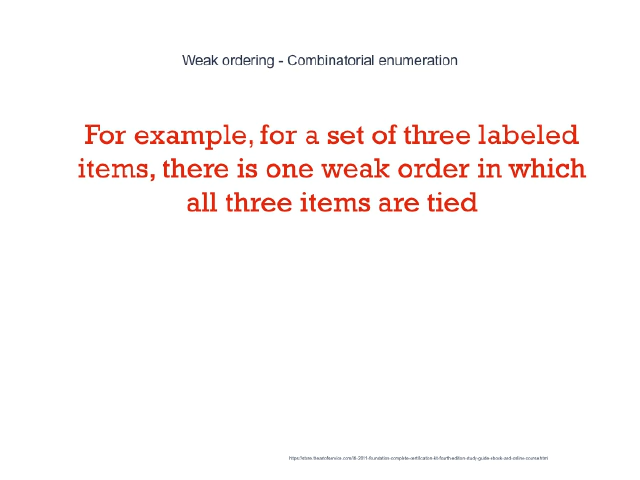 Weak ordering - Combinatorial enumeration
For example, for a set of three labeled
items, there is one weak order in which
all three items are tied